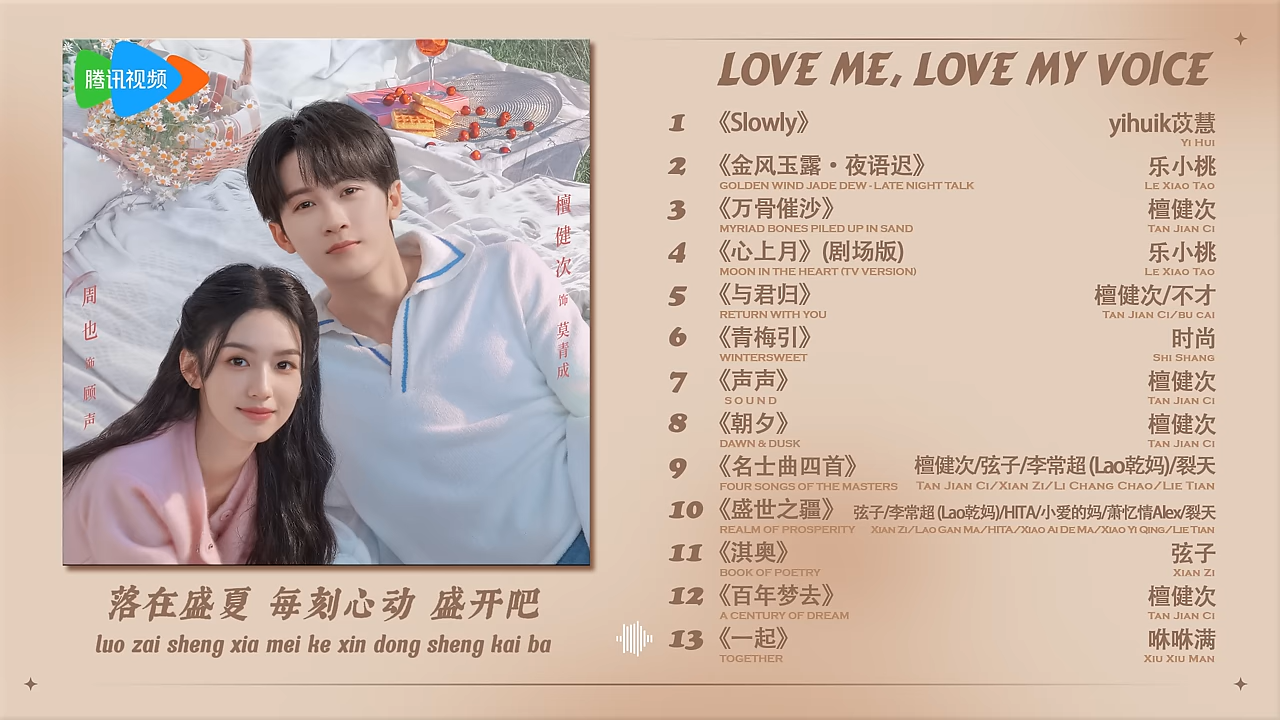 腾讯视频
檀健次 饰 莫青成
周也 饰 顾声
落在盛夏 每刻心动 盛开吧
luo zai sheng xia mei ke xin dong sheng kai ba
LOVE ME, LOVE MY VOICE
1 《Slowly》 yihuik苡慧
YI HUI
2 《金风玉露·夜语迟》 乐小桃
GOLDEN WIND JADE DEW - LATE NIGHT TALK LE XIAO TAO
3 《万骨催沙》 檀健次
MYRIAD BONES PILED UP IN SAND TAN JIAN CI
4 《心上月》(剧场版) 乐小桃
MOON IN THE HEART (TV VERSION) LE XIAO TAO
5 《与君归》 檀健次/不才
RETURN WITH YOU TAN JIAN CI/BU CAI
6 《青梅引》 时尚
WINTERSWEET SHI SHANG
7 《声声》 檀健次
SOUND TAN JIAN CI
8 《朝夕》 檀健次
DAWN & DUSK TAN JIAN CI
9 《名士曲四首》 檀健次/弦子/李常超 (Lao乾妈)/裂天
FOUR SONGS OF THE MASTERS TAN JIAN CI/XIAN ZI/LI CHANG CHAO/LIE TIAN
10 《盛世之疆》 弦子/李常超 (Lao乾妈)/HITA/小爱的妈/萧忆情Alex/裂天
REALM OF PROSPERITY XIAN ZI/LAO GAN MA/HITA/XIAO AI DE MA/XIAO YI QING/LIE TIAN
11 《淇奥》 弦子
BOOK OF POETRY XIAN ZI
12 《百年梦去》 檀健次
A CENTURY OF DREAM TAN JIAN CI
13 《一起》 咻咻满
TOGETHER XIU XIU MAN